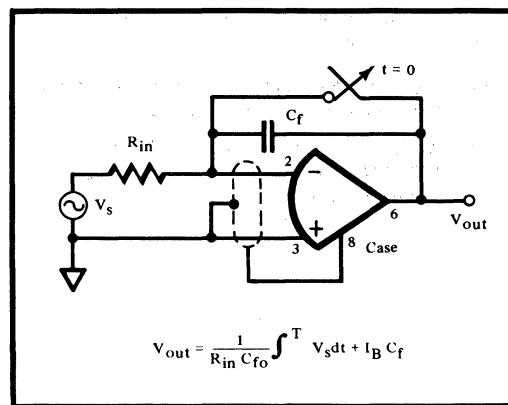 t = 0
C_f
R_in
2
−
V_s
6
V_out
+
3
8
Case
V_out = 1 / R_in C_fo ∫^T V_s dt + I_B C_f